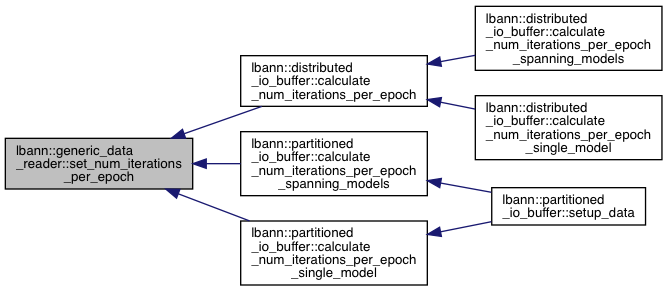 lbann::generic_data
_reader::set_num_iterations
_per_epoch
lbann::distributed
_io_buffer::calculate
_num_iterations_per_epoch
lbann::partitioned
_io_buffer::calculate
_num_iterations_per_epoch
_spanning_models
lbann::partitioned
_io_buffer::calculate
_num_iterations_per_epoch
_single_model
lbann::distributed
_io_buffer::calculate
_num_iterations_per_epoch
_spanning_models
lbann::distributed
_io_buffer::calculate
_num_iterations_per_epoch
_single_model
lbann::partitioned
_io_buffer::setup_data